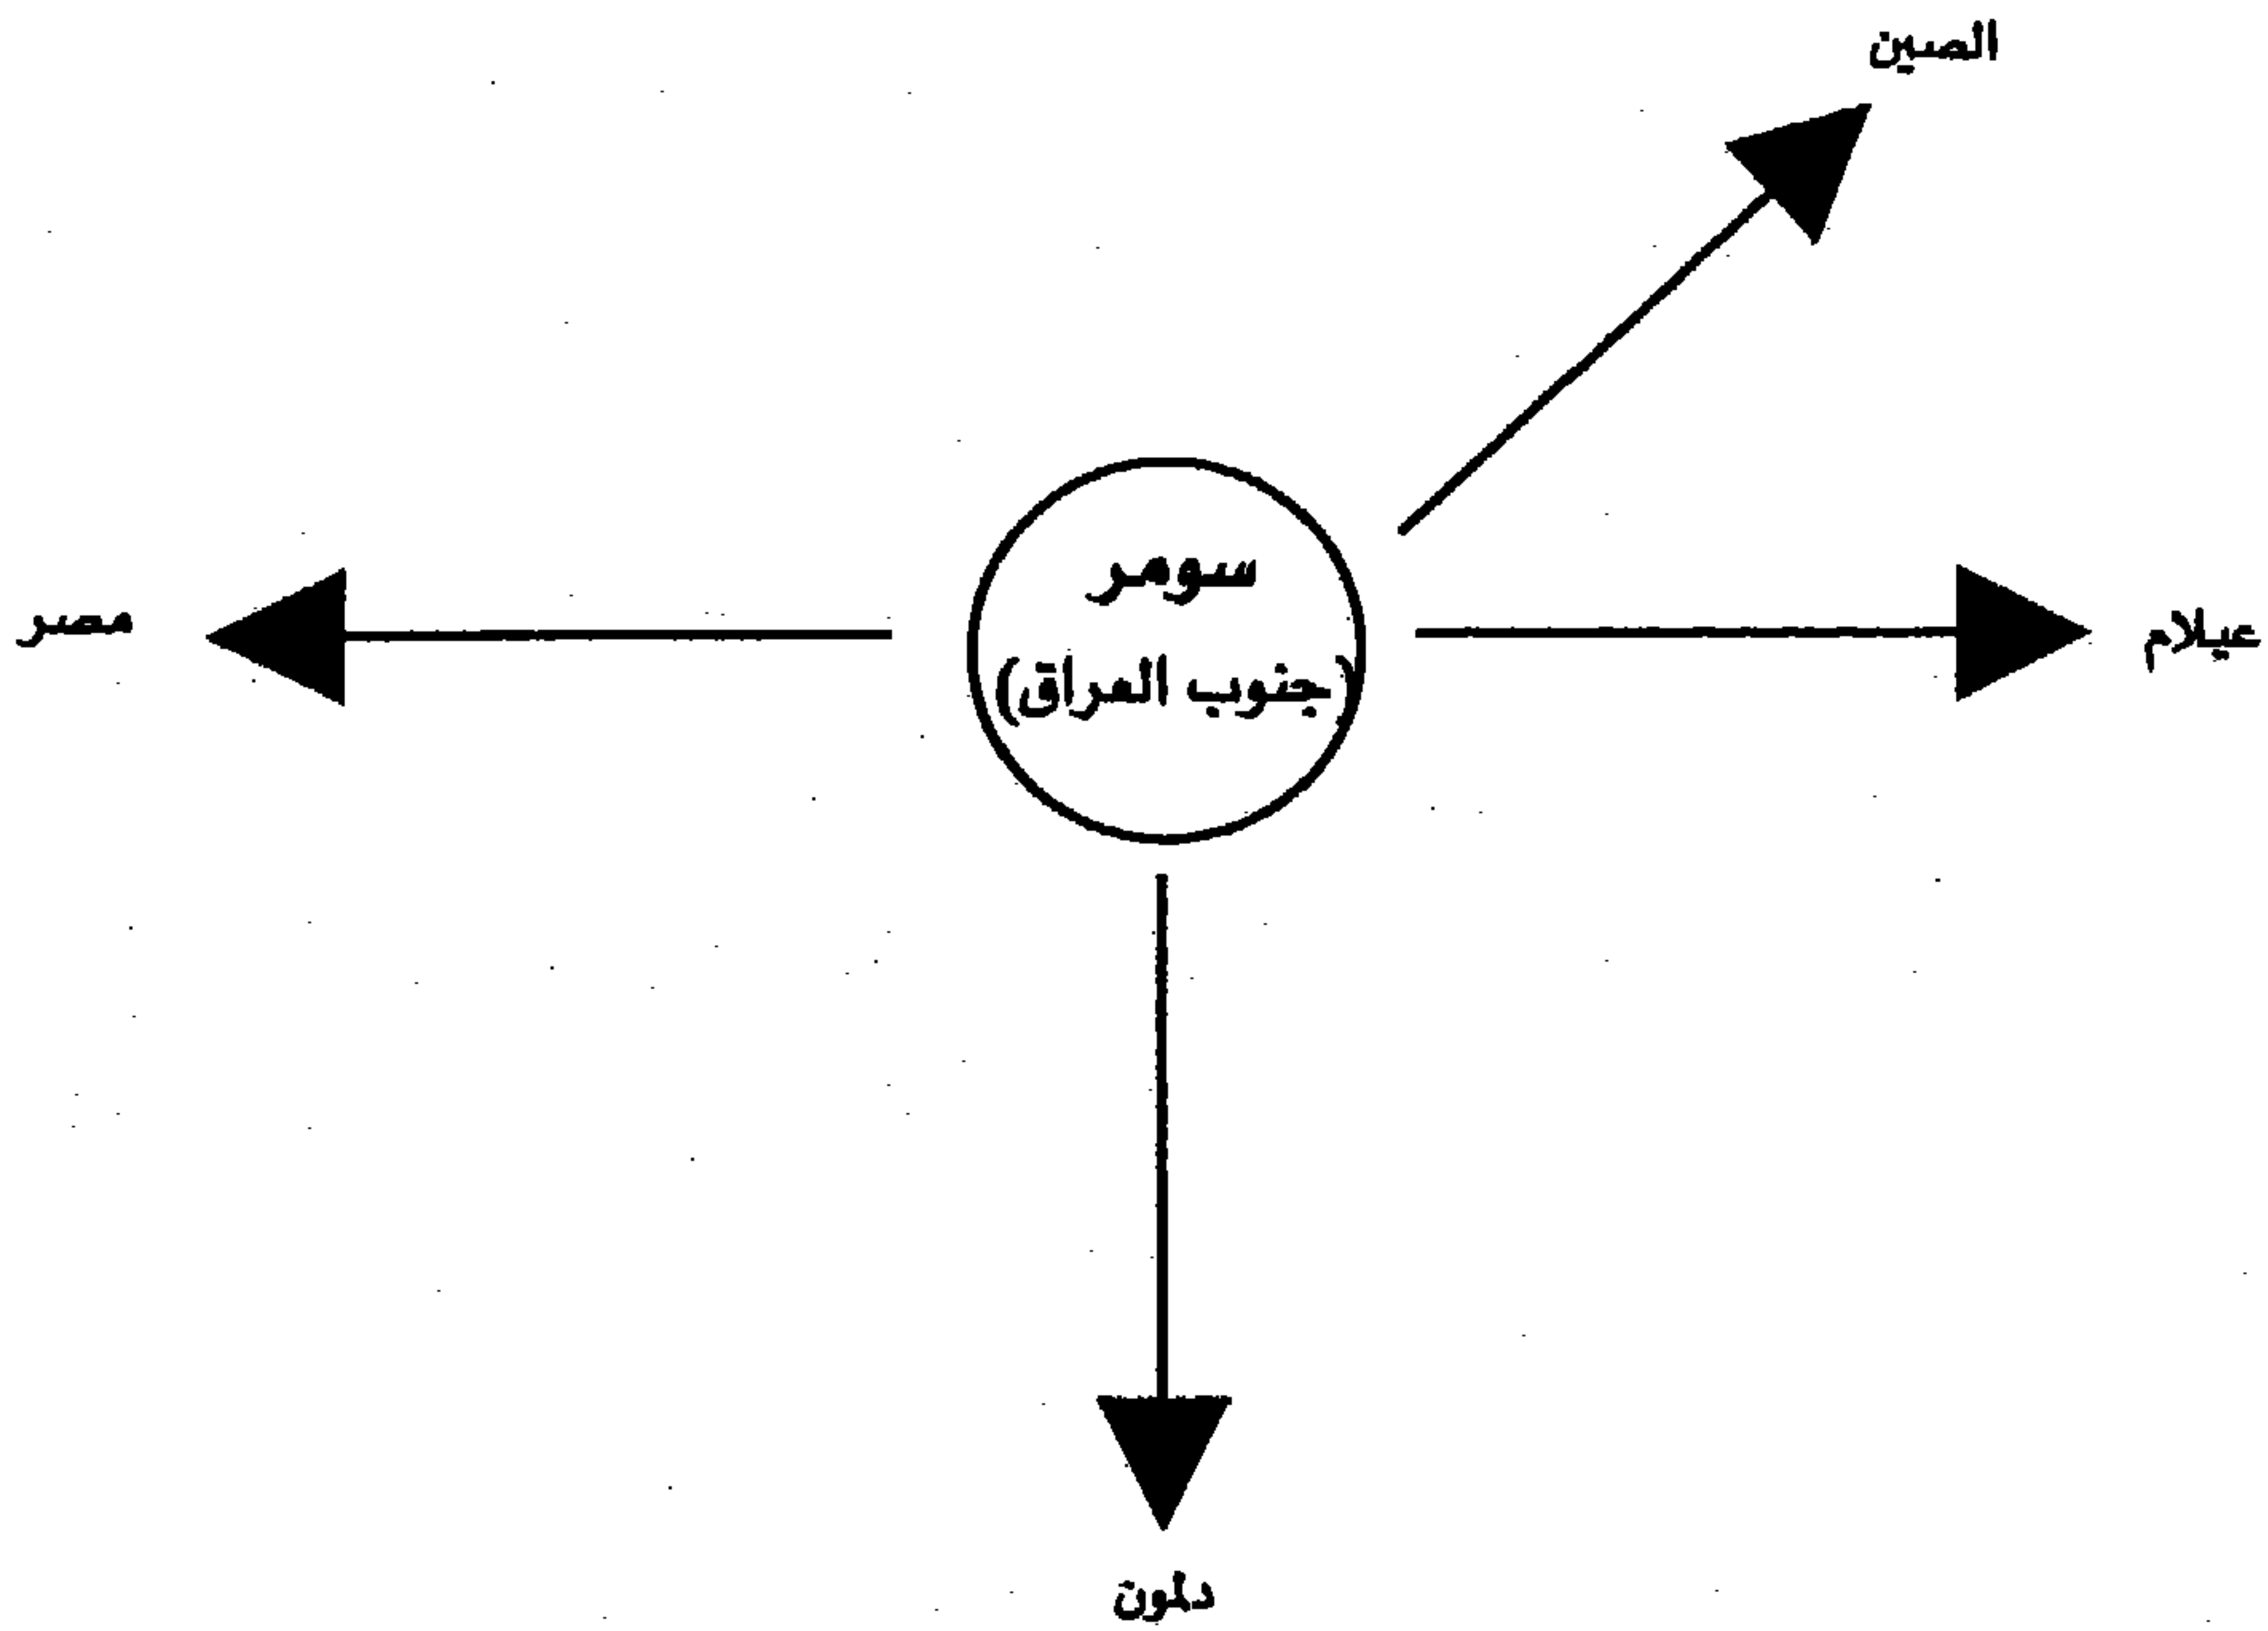 الصين
سومر
(جنوب العراق)
عيلام
مصر
دلمون